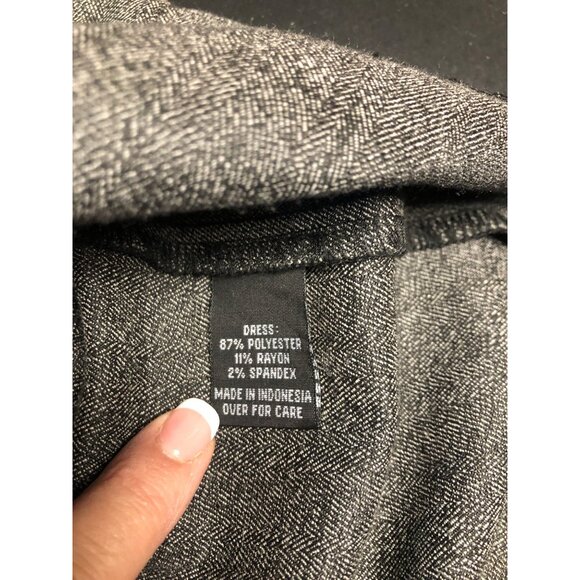 DRESS:
87% POLYESTER
11% RAYON
2% SPANDEX
MADE IN INDONESIA
OVER FOR CARE